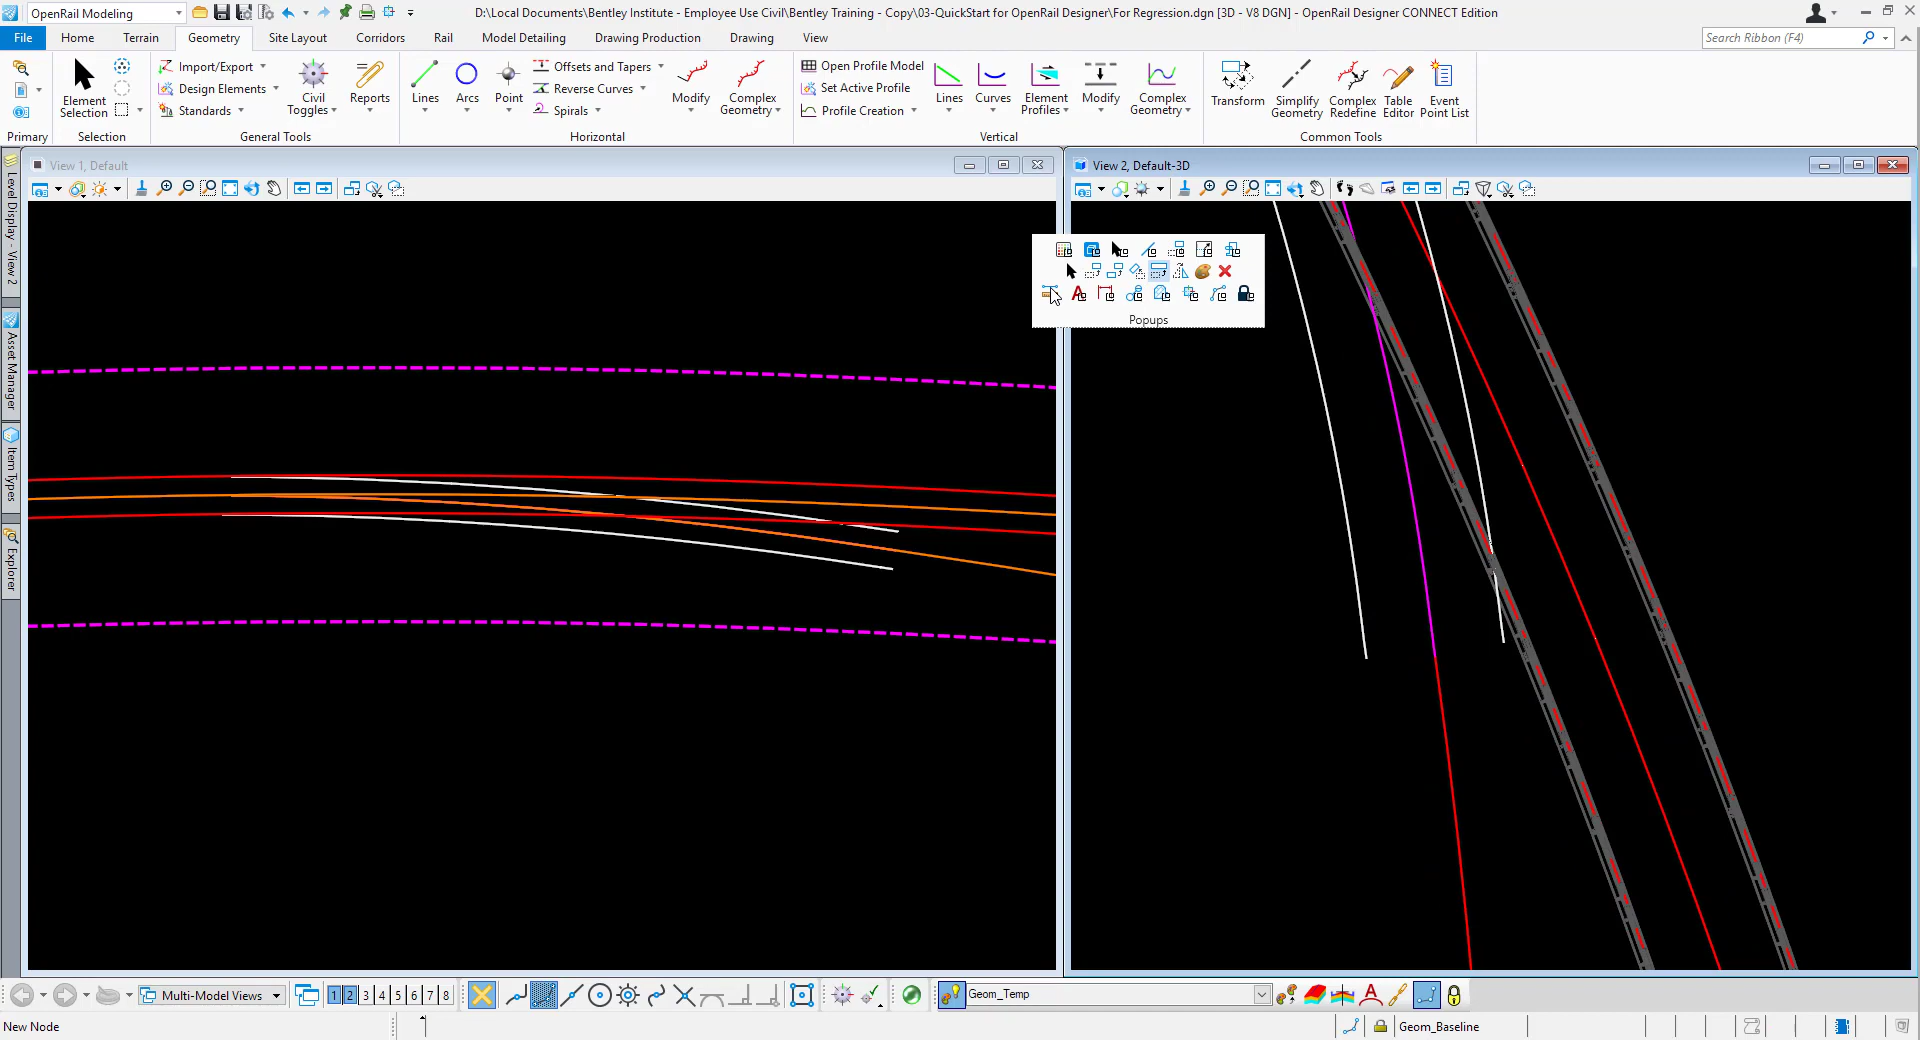 OpenRail Modeling
D:\Local Documents\Bentley Institute - Employee Use Civil\Bentley Training - Copy\03-QuickStart for OpenRail Designer\For Regression.dgn [3D - V8 DGN] - OpenRail Designer CONNECT Edition
File Home Terrain Geometry Site Layout Corridors Rail Model Detailing Drawing Production Drawing View
Search Ribbon (F4)
Element Selection
Import/Export
Design Elements
Standards
Civil Toggles
Reports
Lines
Arcs
Point
Offsets and Tapers
Reverse Curves
Spirals
Modify
Complex Geometry
Open Profile Model
Set Active Profile
Profile Creation
Lines
Curves
Element Profiles
Modify
Complex Geometry
Transform
Simplify Geometry
Complex Redefine
Table Editor
Event Point List
Primary Selection General Tools Horizontal Vertical Common Tools
View 1, Default
View 2, Default-3D
Level Display - View 2
Asset Manager
Item Types
Explorer
Popups
Multi-Model Views
1 2 3 4 5 6 7 8
Geom_Temp
New Node
Geom_Baseline